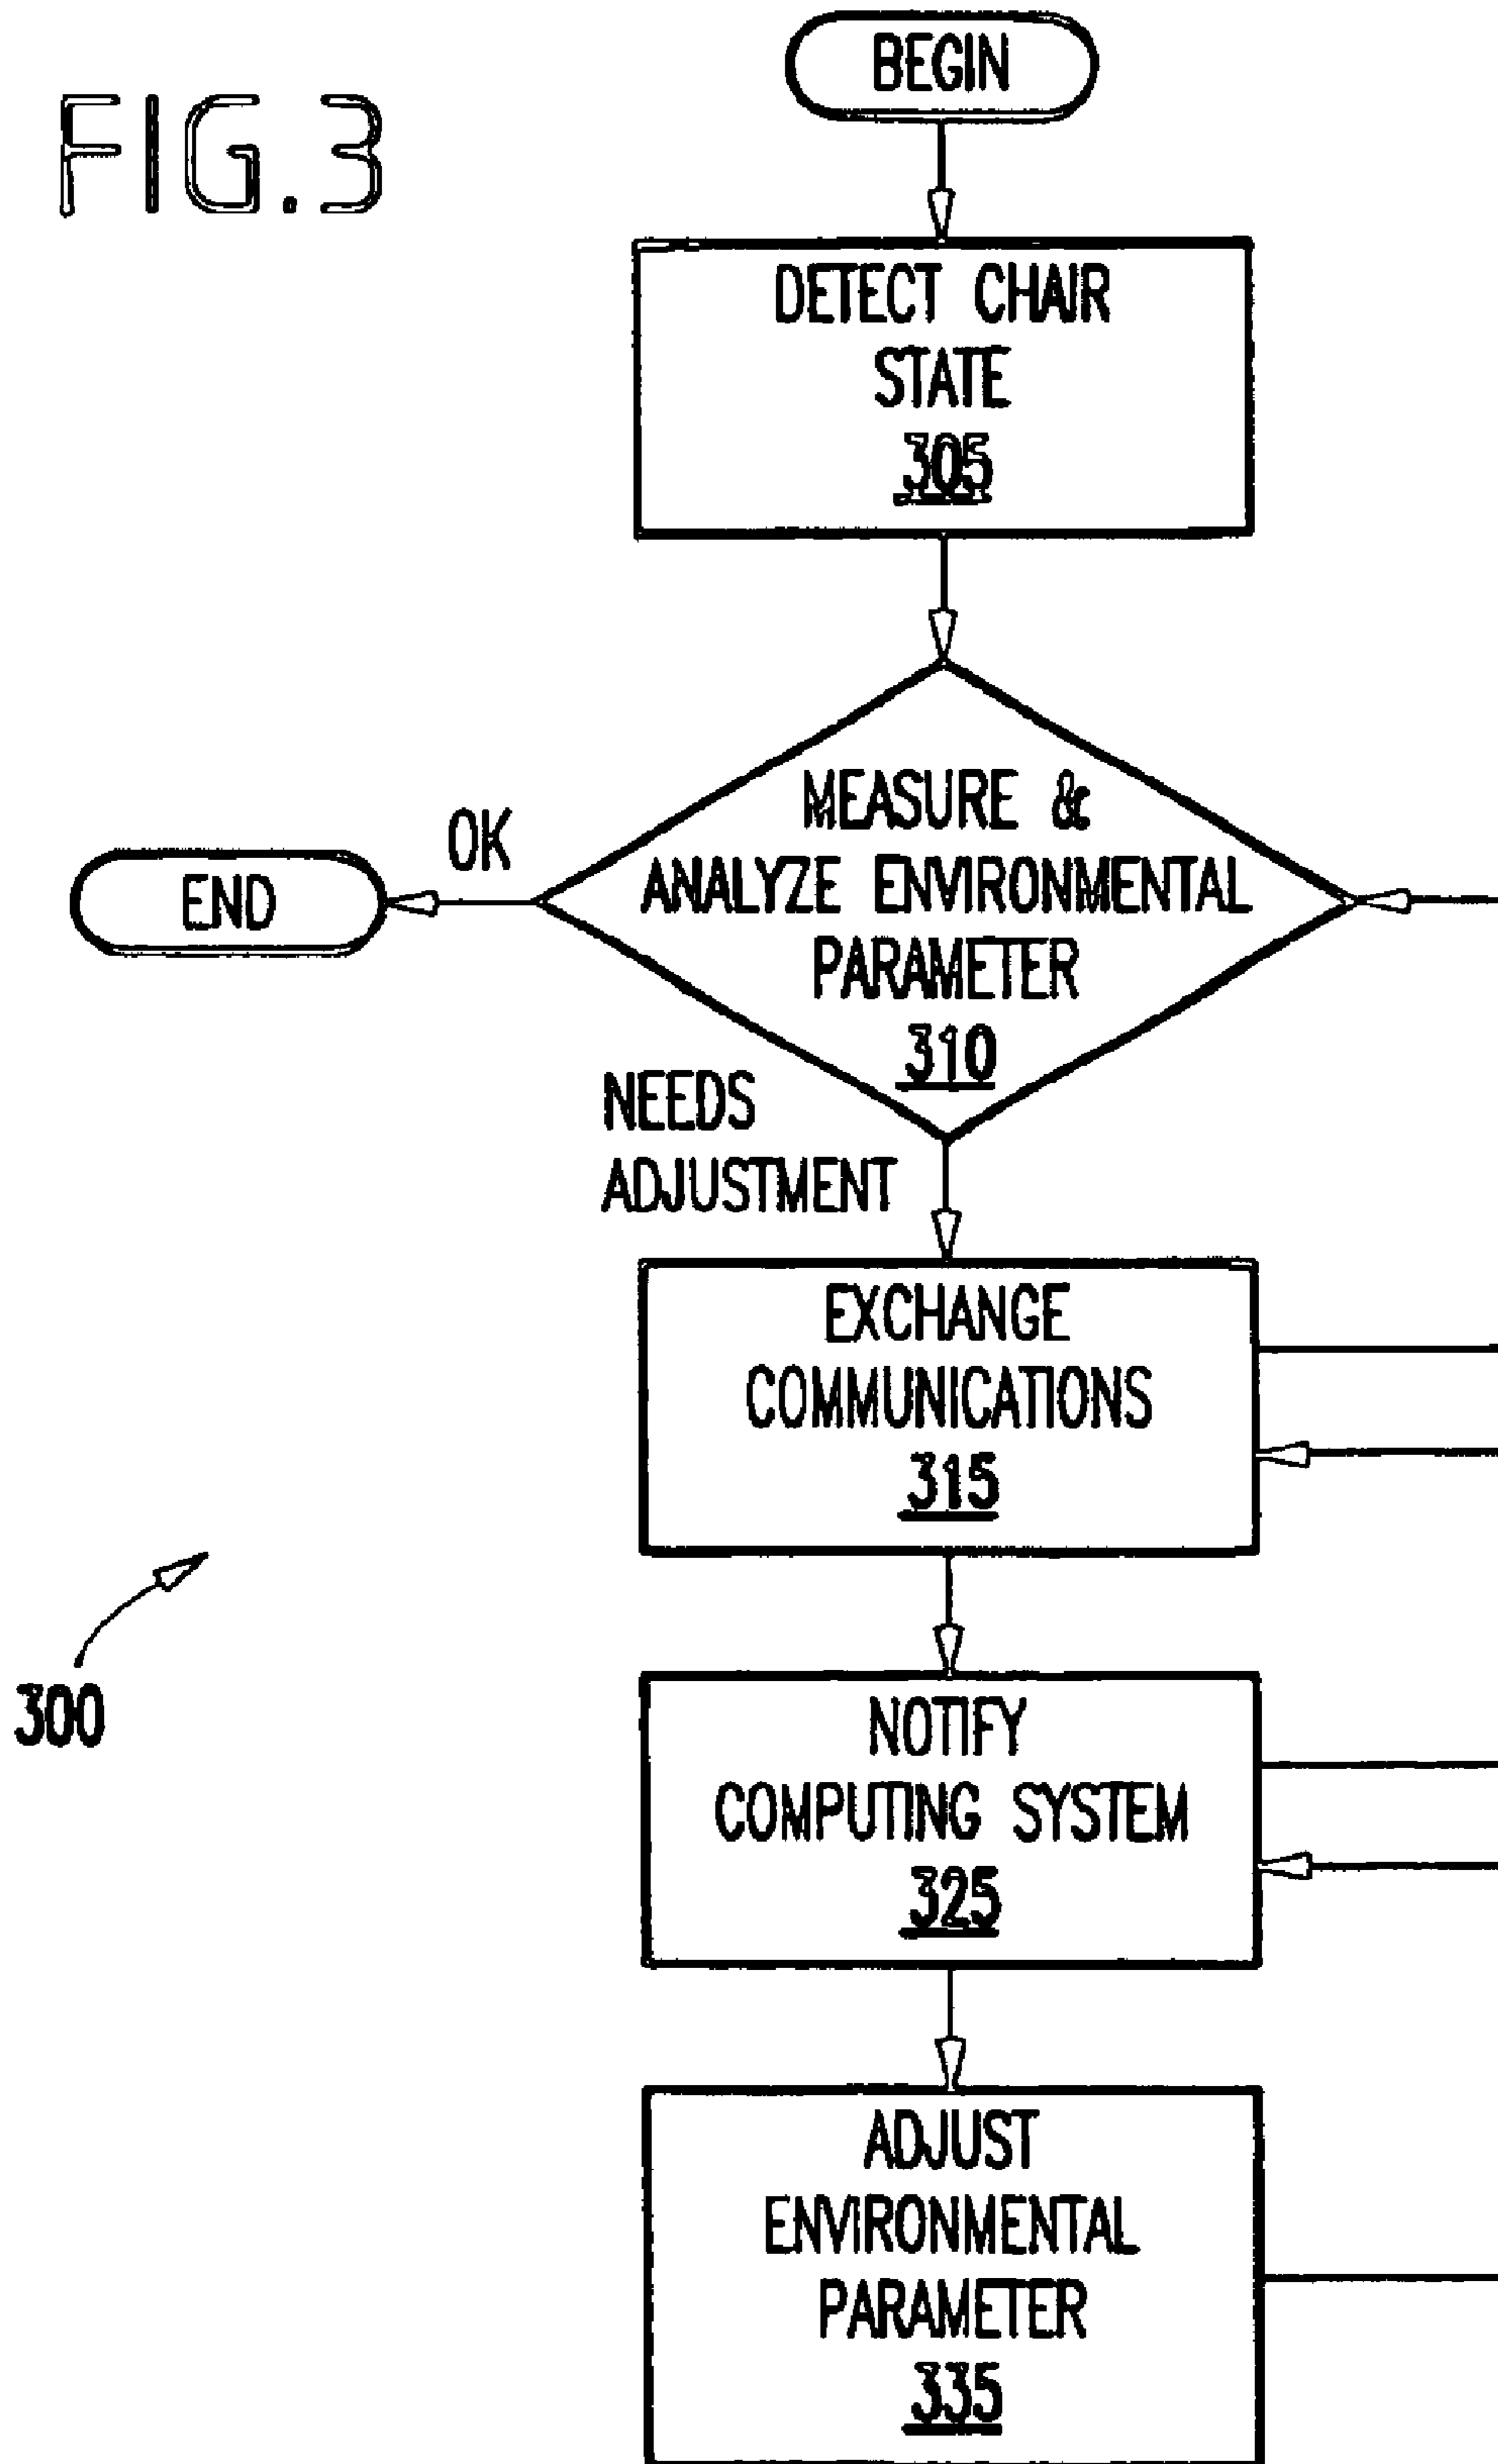 FIG.3
BEGIN
DETECT CHAIR
STATE
305
MEASURE &
ANALYZE ENVIRONMENTAL
PARAMETER
310
OK
END
NEEDS
ADJUSTMENT
EXCHANGE
COMMUNICATIONS
315
300
NOTIFY
COMPUTING SYSTEM
325
ADJUST
ENVIRONMENTAL
PARAMETER
335